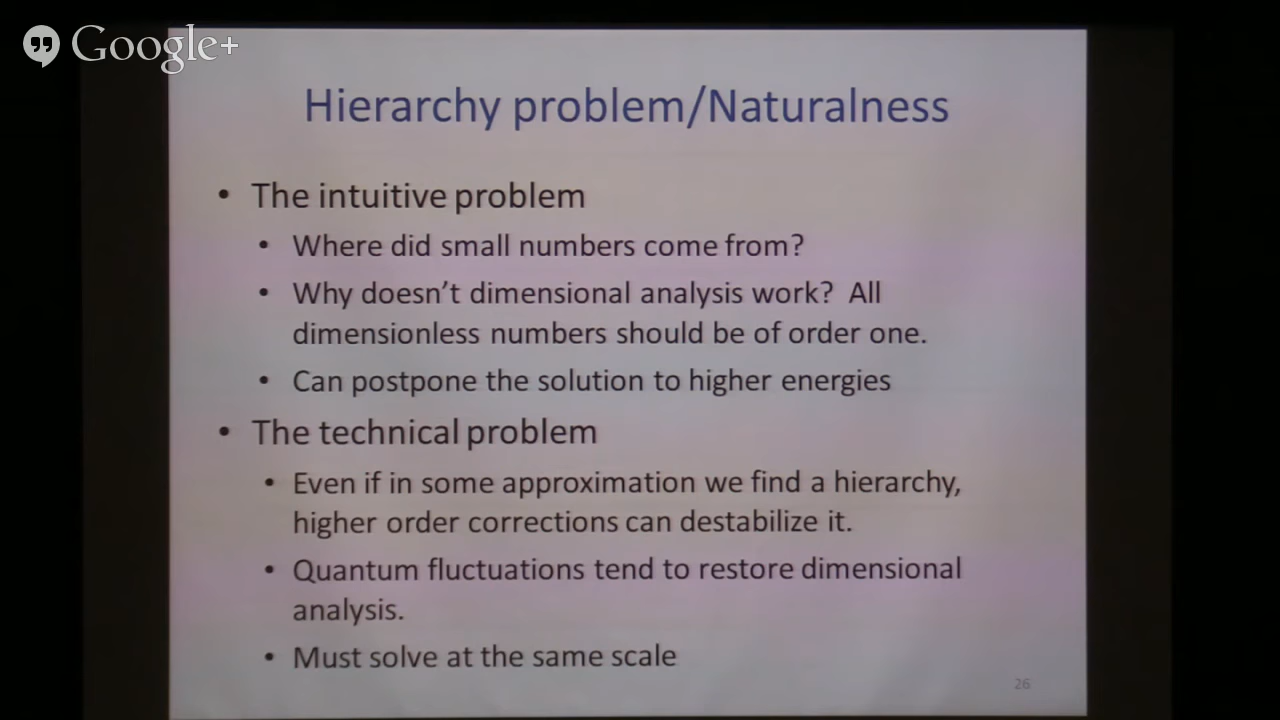 Google+
Hierarchy problem/Naturalness
• The intuitive problem
• Where did small numbers come from?
• Why doesn't dimensional analysis work?  All
dimensionless numbers should be of order one.
• Can postpone the solution to higher energies
• The technical problem
• Even if in some approximation we find a hierarchy,
higher order corrections can destabilize it.
• Quantum fluctuations tend to restore dimensional
analysis.
• Must solve at the same scale
26